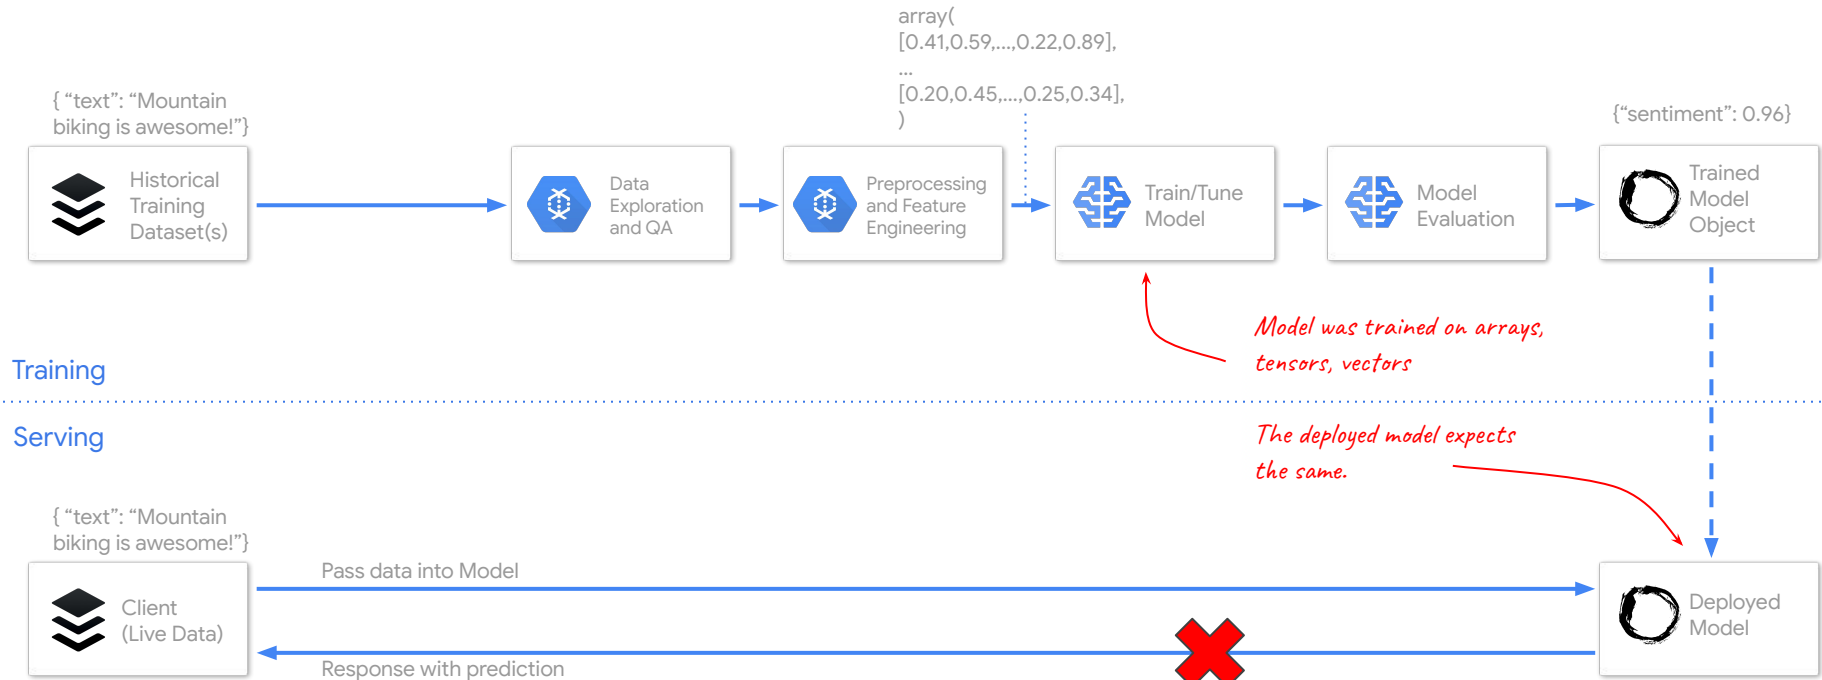 array(
[0.41,0.59,...,0.22,0.89],
...
[0.20,0.45,...,0.25,0.34],
)
{ “text”: “Mountain
biking is awesome!”}
{“sentiment”: 0.96}
Historical
Training
Dataset(s)
Data
Exploration
and QA
Preprocessing
and Feature
Engineering
Train/Tune
Model
Model
Evaluation
Trained
Model
Object
Model was trained on arrays,
tensors, vectors
Training
Serving
The deployed model expects
the same.
{ “text”: “Mountain
biking is awesome!”}
Pass data into Model
Client
(Live Data)
Deployed
Model
Response with prediction